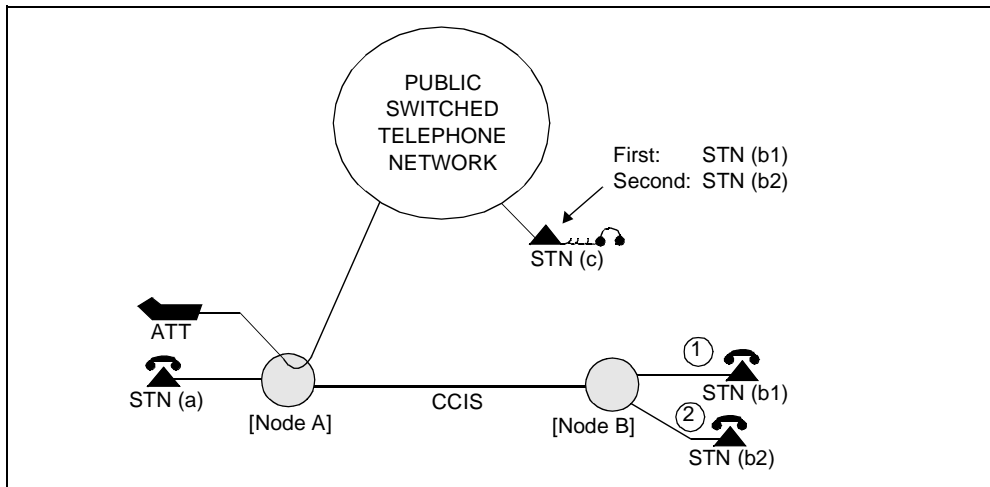 PUBLIC
SWITCHED
TELEPHONE
NETWORK
First: STN (b1)
Second: STN (b2)
STN (c)
ATT
STN (a)
[Node A]
CCIS
[Node B]
1
STN (b1)
2
STN (b2)